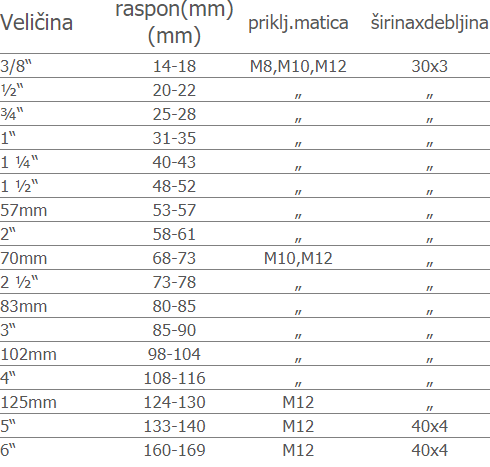 Veličina raspon(mm) (mm) priklj.matica širinaxdebljina
3/8“ 14-18 M8,M10,M12 30x3
½“ 20-22 „ „
¾“ 25-28 „ „
1“ 31-35 „ „
1 ¼“ 40-43 „ „
1 ½“ 48-52 „ „
57mm 53-57 „ „
2“ 58-61 „ „
70mm 68-73 M10,M12 „
2 ½“ 73-78 „ „
83mm 80-85 „ „
3“ 85-90 „ „
102mm 98-104 „ „
4“ 108-116 „ „
125mm 124-130 M12 „
5“ 133-140 M12 40x4
6“ 160-169 M12 40x4